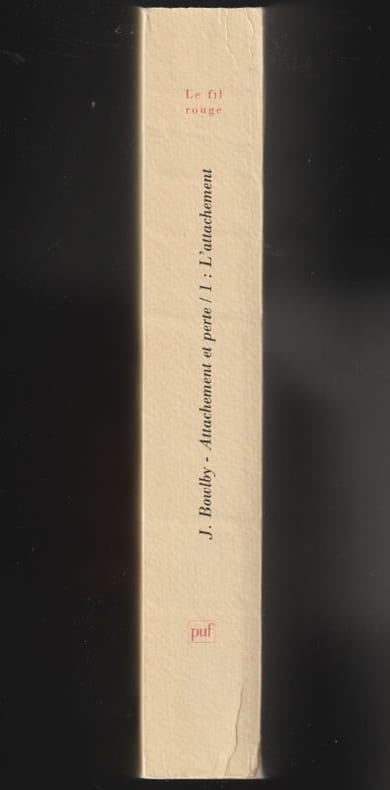 Le fil
rouge
J. Bowlby - Attachement et perte / 1 : L'attachement
puf